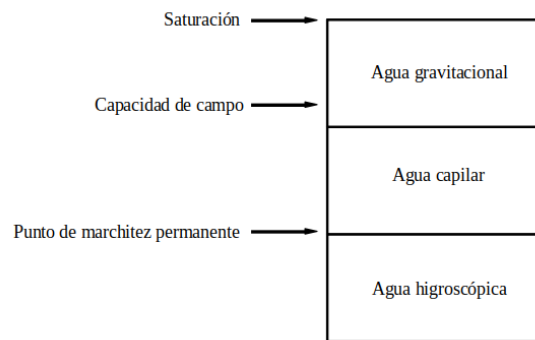 Saturación
Agua gravitacional
Capacidad de campo
Agua capilar
Punto de marchitez permanente
Agua higroscópica